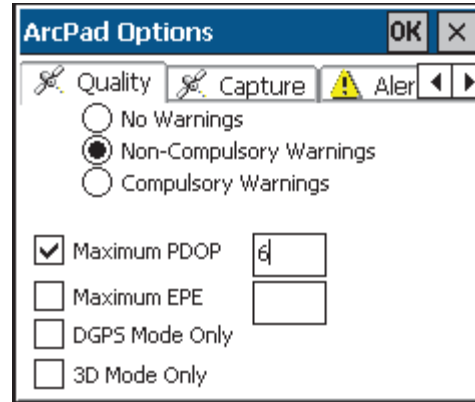 ArcPad Options OK
Quality Capture Aler
No Warnings
Non-Compulsory Warnings
Compulsory Warnings
Maximum PDOP 6
Maximum EPE
DGPS Mode Only
3D Mode Only